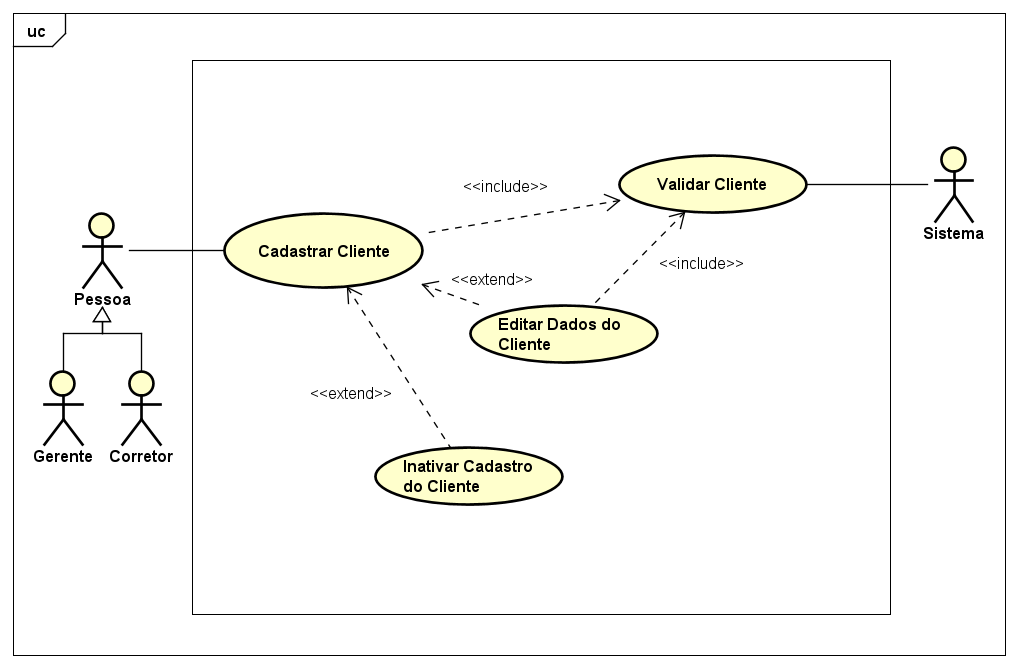 uc
Validar Cliente
<<include>>
Sistema
Cadastrar Cliente
<<include>>
<<extend>>
Pessoa
Editar Dados do
Cliente
<<extend>>
Gerente
Corretor
Inativar Cadastro
do Cliente